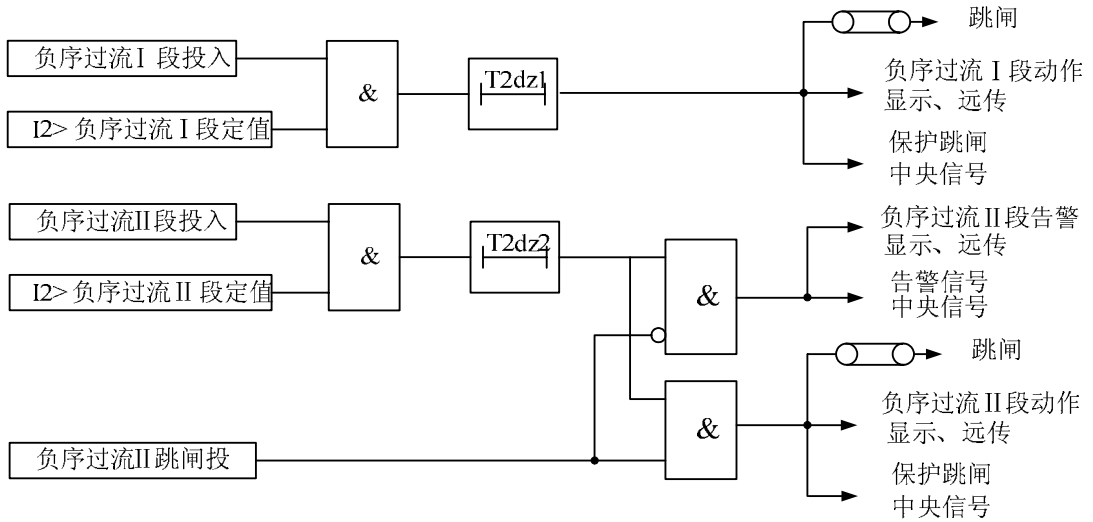 跳闸
负序过流Ⅰ段投入
&
T2dz1
负序过流Ⅰ段动作
显示、远传
I2>负序过流Ⅰ段定值
保护跳闸
中央信号
负序过流Ⅱ段投入
&
T2dz2
负序过流Ⅱ段告警
显示、远传
I2>负序过流Ⅱ段定值
&
告警信号
中央信号
跳闸
&
负序过流Ⅱ段动作
显示、远传
负序过流Ⅱ跳闸投
保护跳闸
中央信号